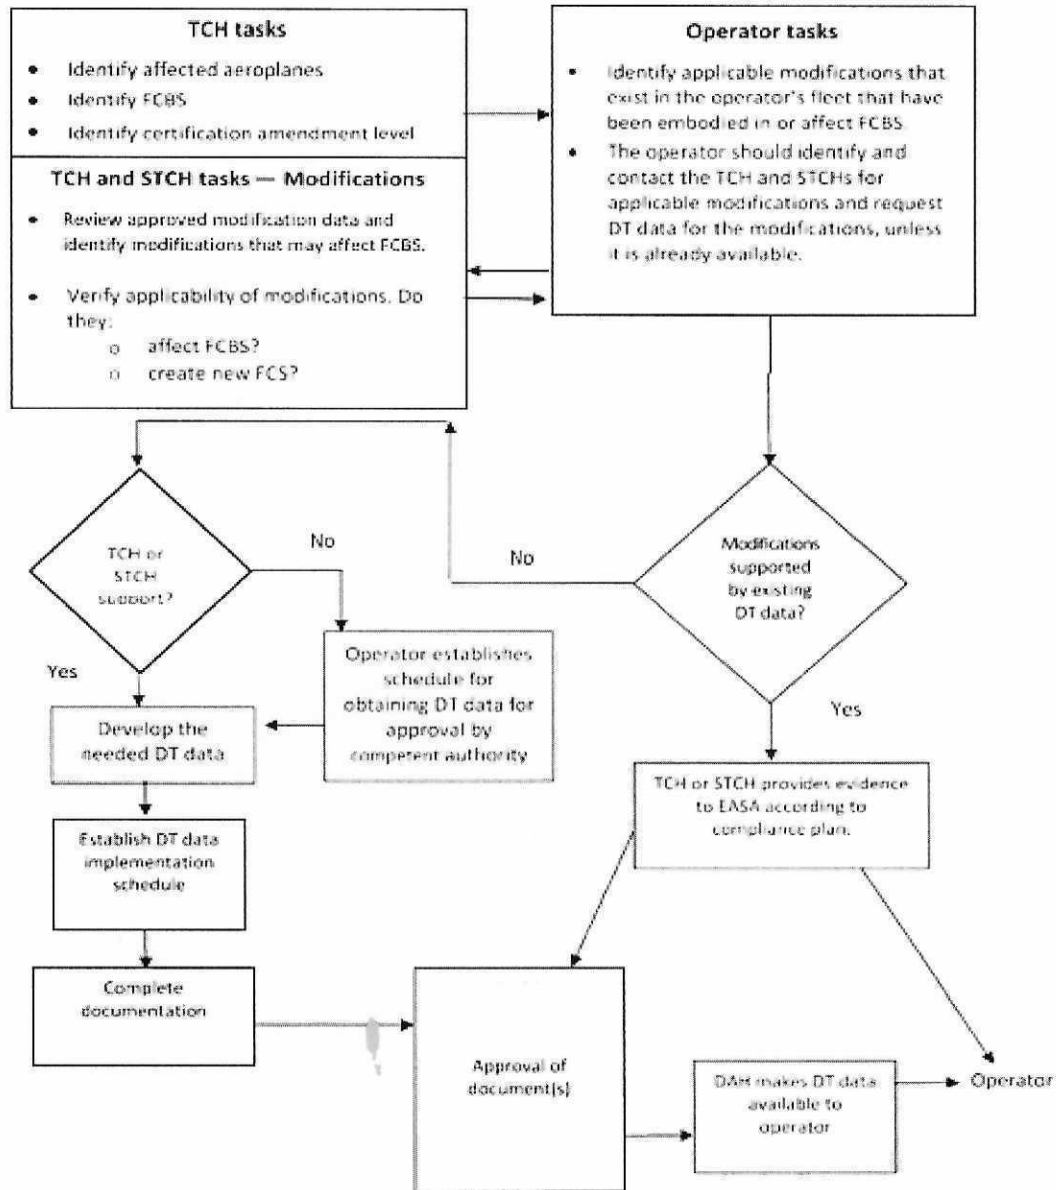 TCH tasks
• Identify affected aeroplanes
• Identify FCBS
• Identify certification amendment level
TCH and STCH tasks — Modifications
• Review approved modification data and
identify modifications that may affect FCBS.
• Verify applicability of modifications. Do
they:
o affect FCBS?
o create new FCS?
Operator tasks
• Identify applicable modifications that
exist in the operator's fleet that have
been embodied in or affect FCBS
• The operator should identify and
contact the TCH and STCHs for
applicable modifications and request
DT data for the modifications, unless
it is already available.
TCH or
STCH
support?
No
Yes
No
Modifications
supported
by existing
DT data?
Yes
Operator establishes
schedule for
obtaining DT data for
approval by
competent authority
Develop the
needed DT data
Establish DT data
implementation
schedule
Complete
documentation
TCH or STCH provides evidence
to EASA according to
compliance plan.
Approval of
document(s)
DAH makes DT data
available to
operator
Operator